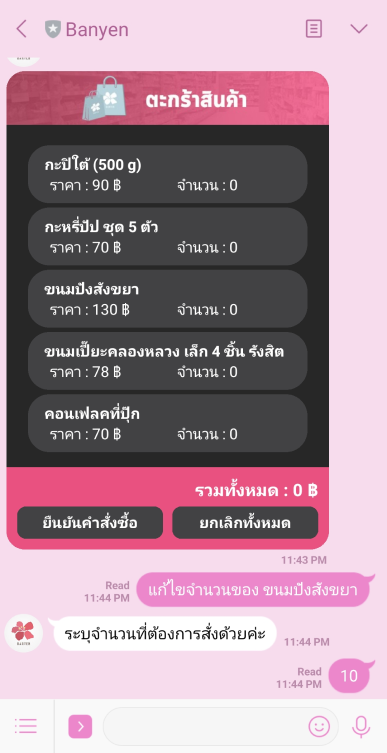 Banyen
ตะกร้าสินค้า
กะปิใต้ (500 g)
ราคา : 90 ฿ จำนวน : 0
กะหรี่ปัป ชุด 5 ตัว
ราคา : 70 ฿ จำนวน : 0
ขนมปังสังขยา
ราคา : 130 ฿ จำนวน : 0
ขนมเปี๊ยะคลองหลวง เล็ก 4 ชิ้น รังสิต
ราคา : 78 ฿ จำนวน : 0
คอนเฟลคที่ปุ๊ก
ราคา : 70 ฿ จำนวน : 0
รวมทั้งหมด : 0 ฿
ยืนยันคำสั่งซื้อ ยกเลิกทั้งหมด
11:43 PM
Read
11:44 PM
แก้ไขจำนวนของ ขนมปังสังขยา
ระบุจำนวนที่ต้องการสั่งด้วยค่ะ
11:44 PM
Read
11:44 PM
10